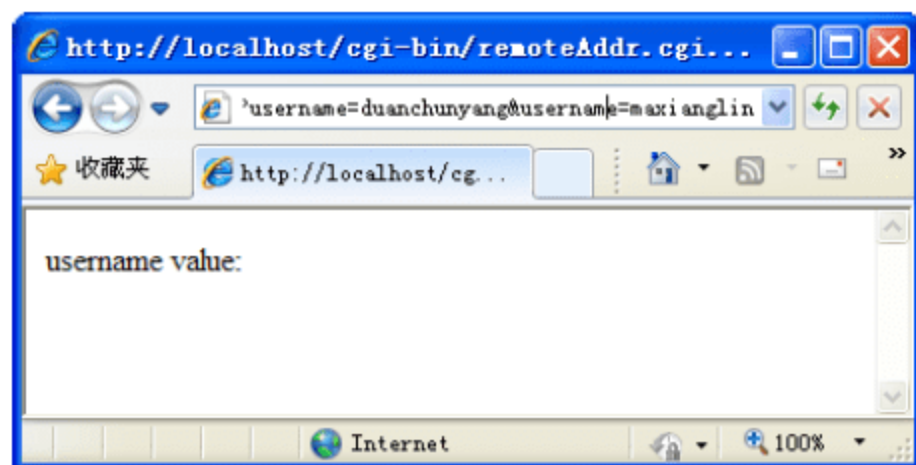 http://localhost/cgi-bin/remoteAddr.cgi...
?username=duanchunyang&username=maxianglin
收藏夹
http://localhost/cg...
»
username value:
Internet
100%